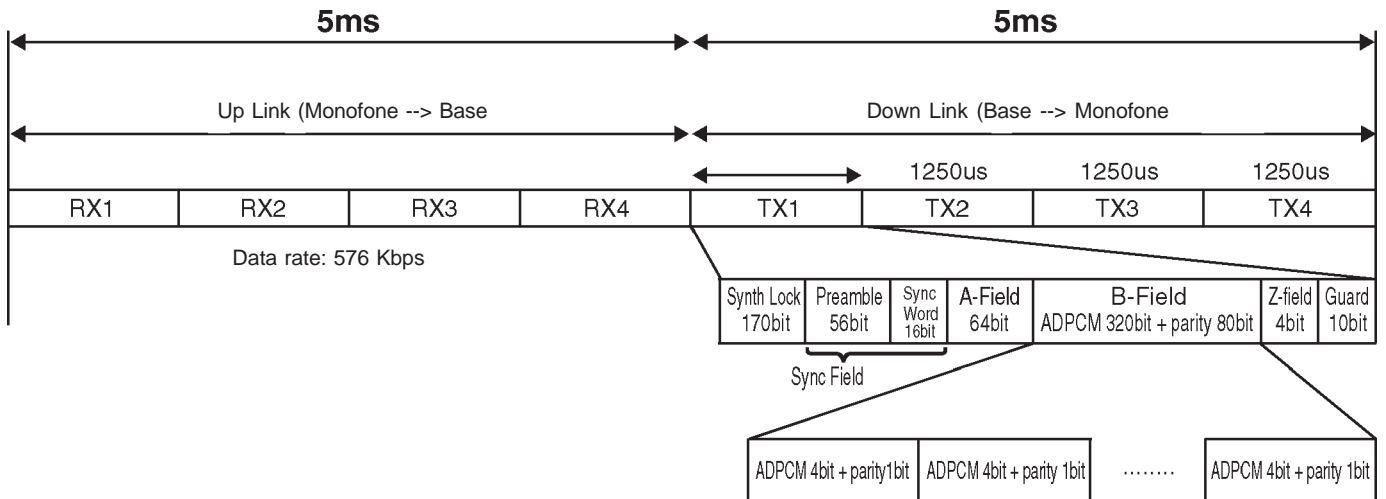 5ms 5ms
Up Link (Monofone --> Base Down Link (Base --> Monofone
1250us 1250us 1250us
RX1 RX2 RX3 RX4 TX1 TX2 TX3 TX4
Data rate: 576 Kbps
Synth Lock
170bit
Preamble
56bit
Sync
Word
16bit
A-Field
64bit
B-Field
ADPCM 320bit + parity 80bit
Z-field
4bit
Guard
10bit
Sync Field
ADPCM 4bit + parity1bit ADPCM 4bit + parity 1bit ........ ADPCM 4bit + parity 1bit